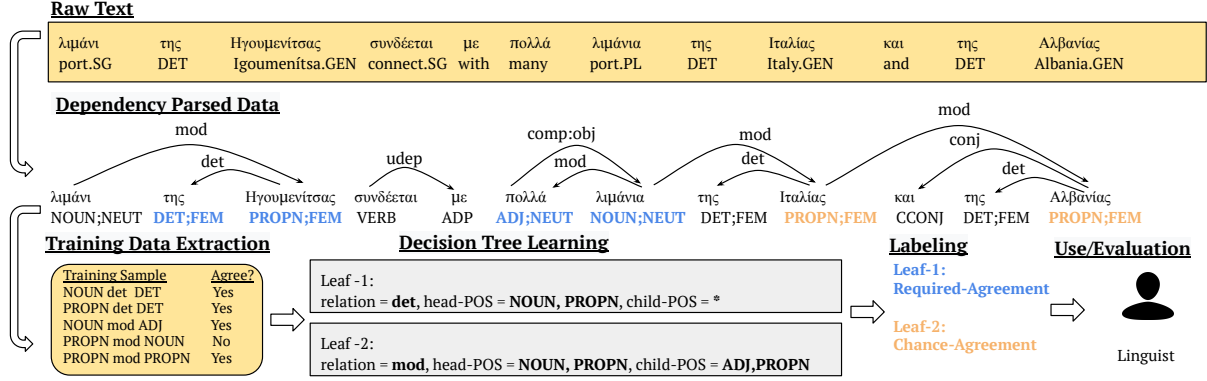 Raw Text
λιμάνι της Ηγουμενίτσας συνδέεται με πολλά λιμάνια της Ιταλίας και της Αλβανίας
port.SG DET Igoumenítsa.GEN connect.SG with many port.PL DET Italy.GEN and DET Albania.GEN
Dependency Parsed Data
mod comp:obj mod mod
det udep mod det conj det
λιμάνι της Ηγουμενίτσας συνδέεται με πολλά λιμάνια της Ιταλίας και της Αλβανίας
NOUN;NEUT DET;FEM PROPN;FEM VERB ADP ADJ;NEUT NOUN;NEUT DET;FEM PROPN;FEM CCONJ DET;FEM PROPN;FEM
Training Data Extraction
Training Sample Agree?
NOUN det DET Yes
PROPN det DET Yes
NOUN mod ADJ Yes
PROPN mod NOUN No
PROPN mod PROPN Yes
Decision Tree Learning
Leaf -1:
relation = det, head-POS = NOUN, PROPN, child-POS = *
Leaf -2:
relation = mod, head-POS = NOUN, PROPN, child-POS = ADJ,PROPN
Labeling
Leaf-1:
Required-Agreement
Leaf-2:
Chance-Agreement
Use/Evaluation
Linguist